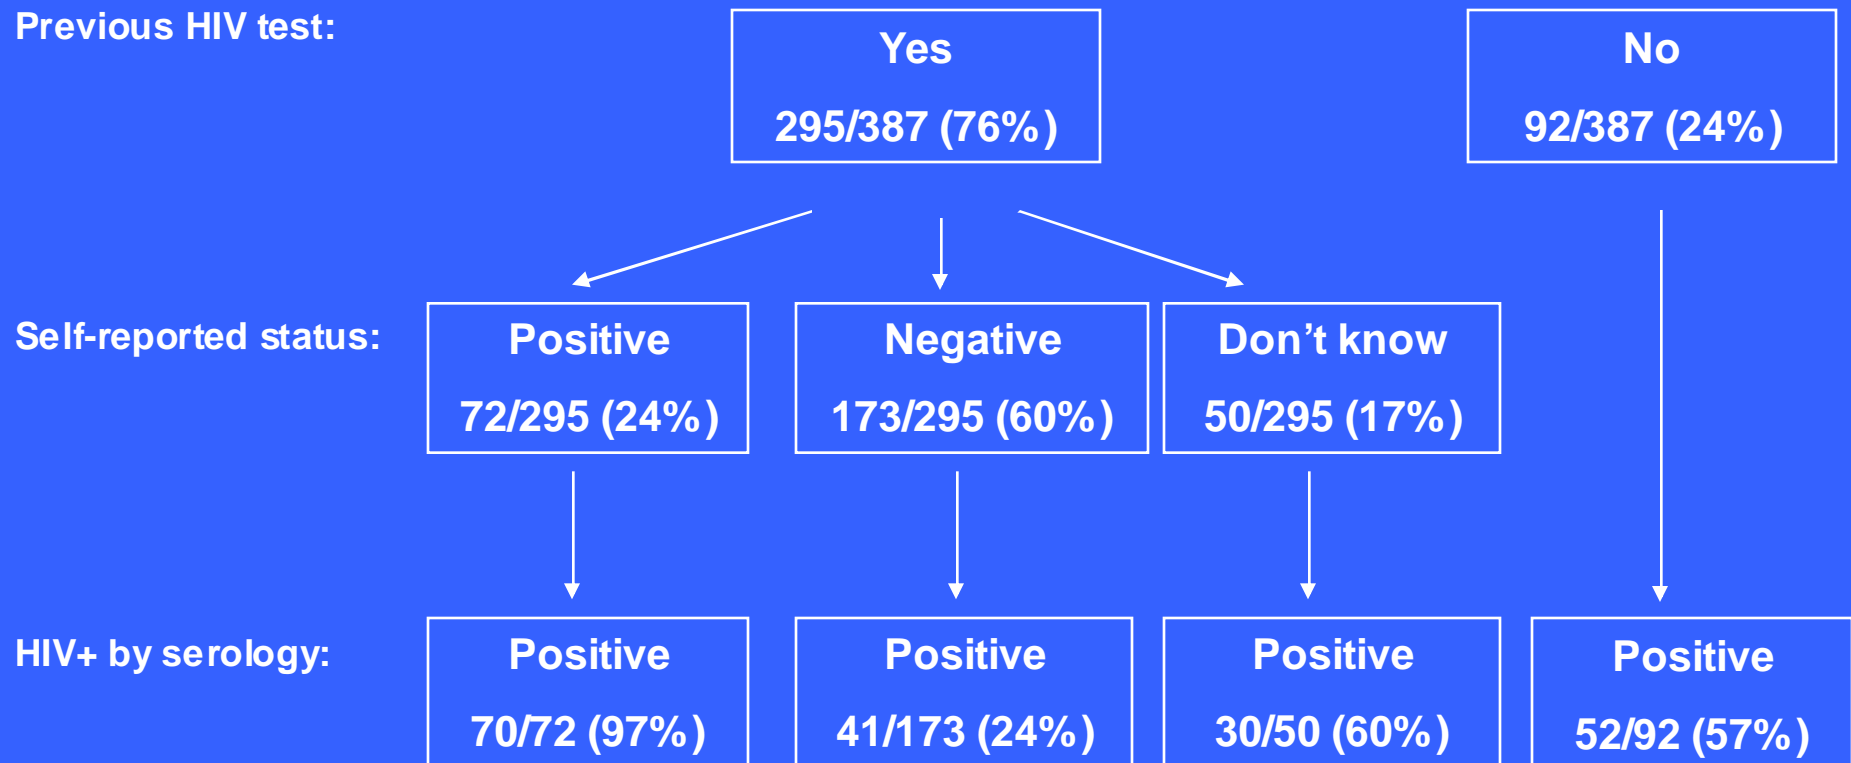 Previous HIV test:
Yes
295/387 (76%)
No
92/387 (24%)
Self-reported status:
Positive
72/295 (24%)
Negative
173/295 (60%)
Don’t know
50/295 (17%)
HIV+ by serology:
Positive
70/72 (97%)
Positive
41/173 (24%)
Positive
30/50 (60%)
Positive
52/92 (57%)